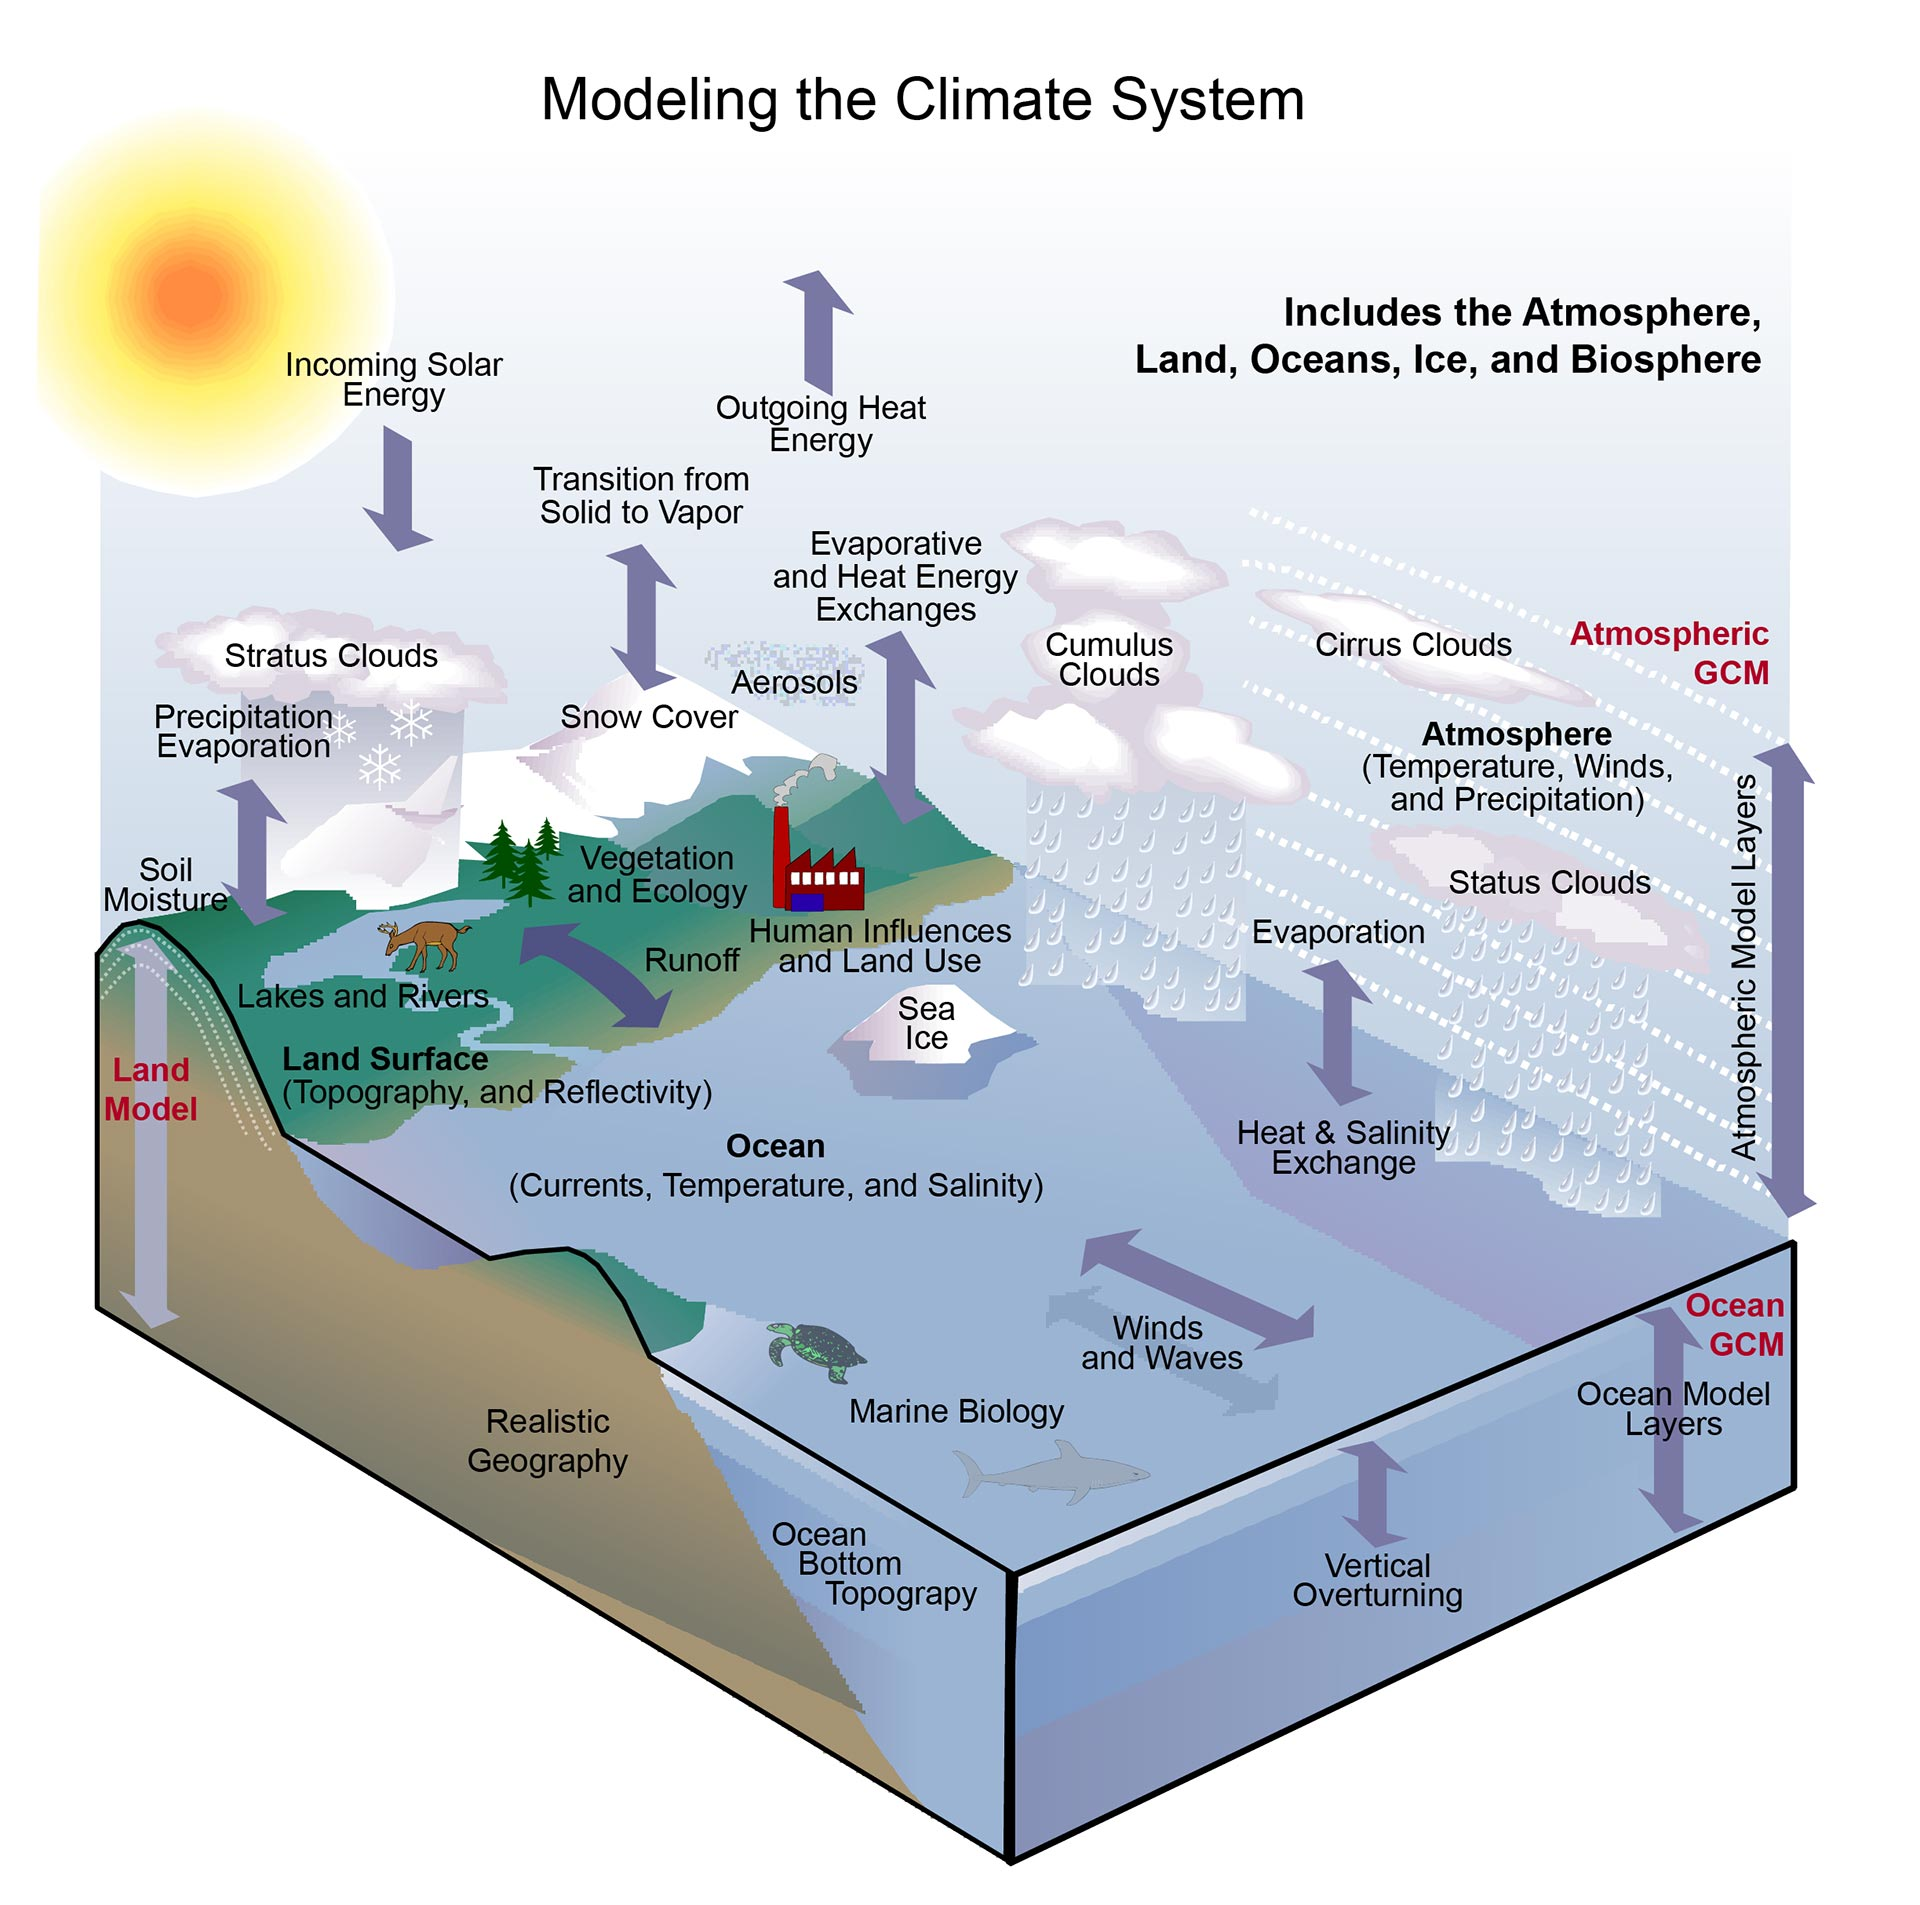 Modeling the Climate System
Includes the Atmosphere,
Land, Oceans, Ice, and Biosphere
Incoming Solar
Energy
Outgoing Heat
Energy
Transition from
Solid to Vapor
Evaporative
and Heat Energy
Exchanges
Stratus Clouds
Precipitation
Evaporation
Snow Cover
Aerosols
Cumulus
Clouds
Cirrus Clouds
Atmospheric
GCM
Atmosphere
(Temperature, Winds,
and Precipitation)
Atmospheric Model Layers
Status Clouds
Soil
Moisture
Vegetation
and Ecology
Human Influences
and Land Use
Runoff
Lakes and Rivers
Evaporation
Sea
Ice
Land
Model
Land Surface
(Topography, and Reflectivity)
Ocean
(Currents, Temperature, and Salinity)
Heat & Salinity
Exchange
Winds
and Waves
Ocean
GCM
Ocean Model
Layers
Marine Biology
Realistic
Geography
Ocean
Bottom
Topograpy
Vertical
Overturning